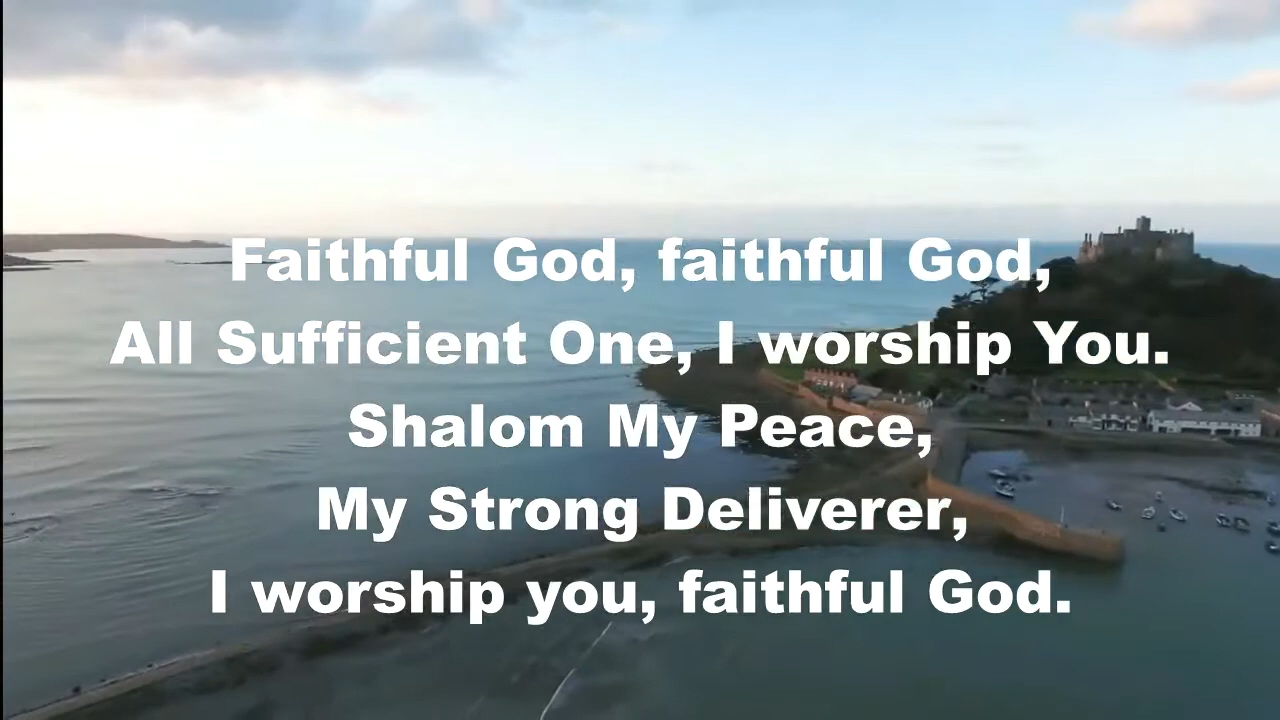 Faithful God, faithful God,
All Sufficient One, I worship You.
Shalom My Peace,
My Strong Deliverer,
I worship you, faithful God.